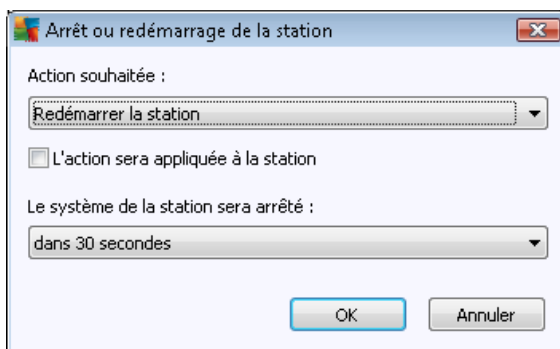 Arrêt ou redémarrage de la station
Action souhaitée :
Redémarrer la station
L'action sera appliquée à la station
Le système de la station sera arrêté :
dans 30 secondes
OK
Annuler